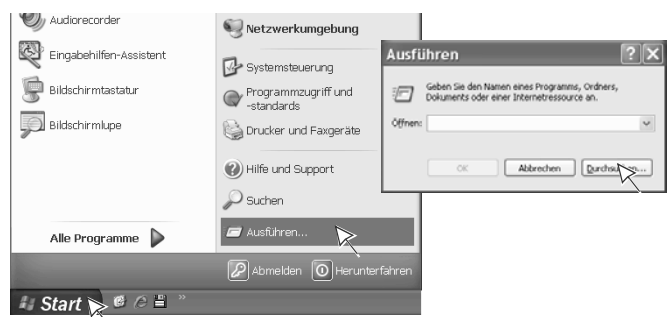 Audiorecorder
Eingabehilfen-Assistent
Bildschirmtastatur
Bildschirmlupe
Alle Programme
Netzwerkumgebung
Systemsteuerung
Programmzugriff und
-standards
Drucker und Faxgeräte
Hilfe und Support
Suchen
Ausführen...
Abmelden
Herunterfahren
Start
Ausführen
Geben Sie den Namen eines Programms, Ordners,
Dokuments oder einer Internetressource an.
Öffnen:
OK
Abbrechen